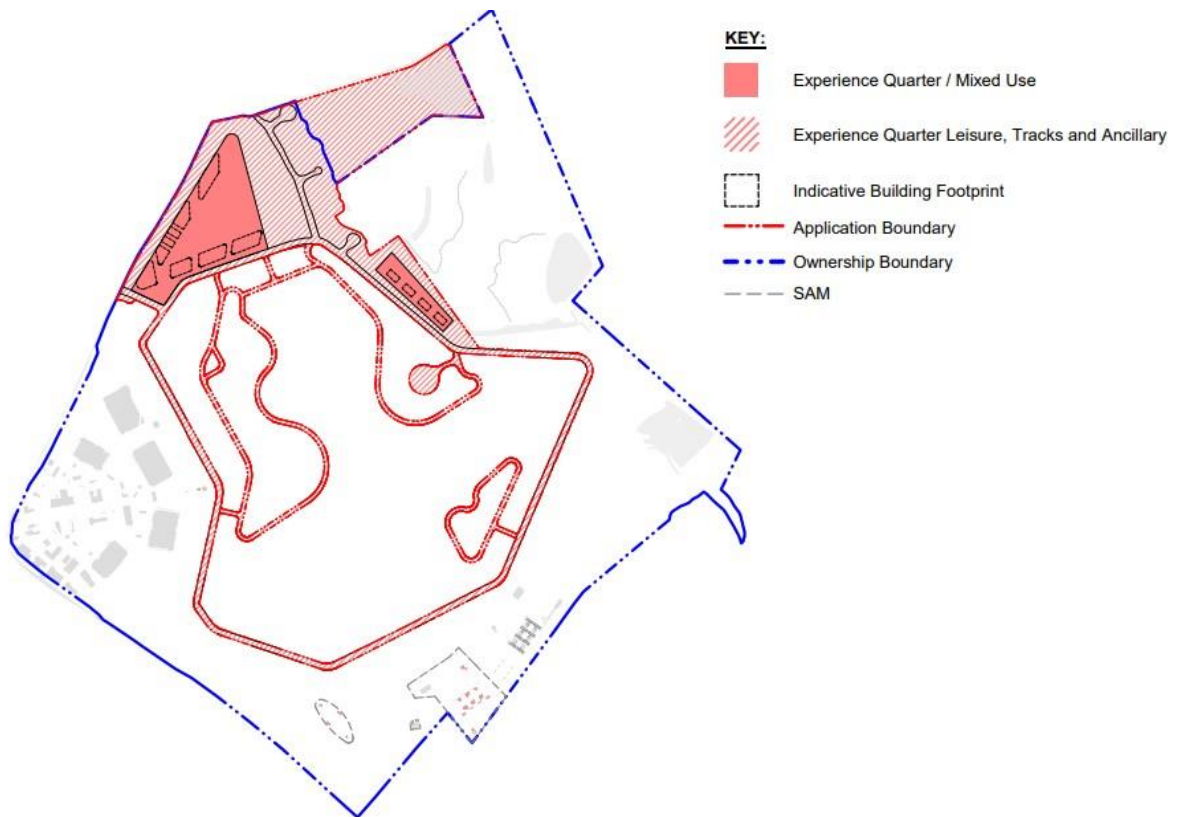 KEY:
Experience Quarter / Mixed Use
Experience Quarter Leisure, Tracks and Ancillary
Indicative Building Footprint
Application Boundary
Ownership Boundary
SAM